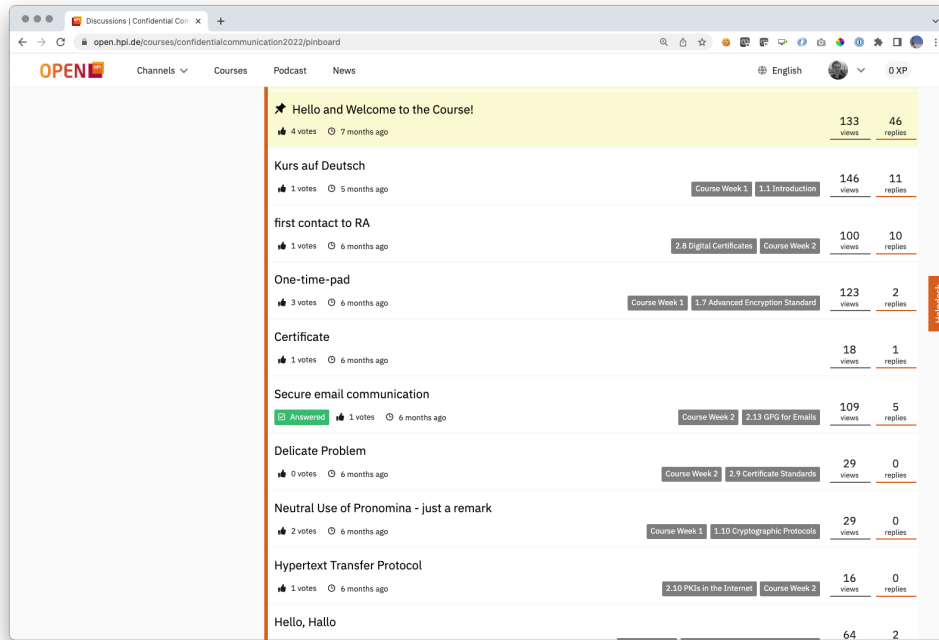 Discussions | Confidential Com
open.hpi.de/courses/confidentialcommunication2022/pinboard
OPEN HPI Channels Courses Podcast News English 0 XP
Hello and Welcome to the Course!
4 votes 7 months ago 133 views 46 replies
Kurs auf Deutsch
1 votes 5 months ago Course Week 1 1.1 Introduction 146 views 11 replies
first contact to RA
1 votes 6 months ago 2.8 Digital Certificates Course Week 2 100 views 10 replies
One-time-pad
3 votes 6 months ago Course Week 1 1.7 Advanced Encryption Standard 123 views 2 replies
Certificate
1 votes 6 months ago 18 views 1 replies
Secure email communication
Answered 1 votes 6 months ago Course Week 2 2.13 GPG for Emails 109 views 5 replies
Delicate Problem
0 votes 6 months ago Course Week 2 2.9 Certificate Standards 29 views 0 replies
Neutral Use of Pronomina - just a remark
2 votes 6 months ago Course Week 1 1.10 Cryptographic Protocols 29 views 0 replies
Hypertext Transfer Protocol
1 votes 6 months ago 2.10 PKIs in the Internet Course Week 2 16 views 0 replies
Hello, Hallo
64 2